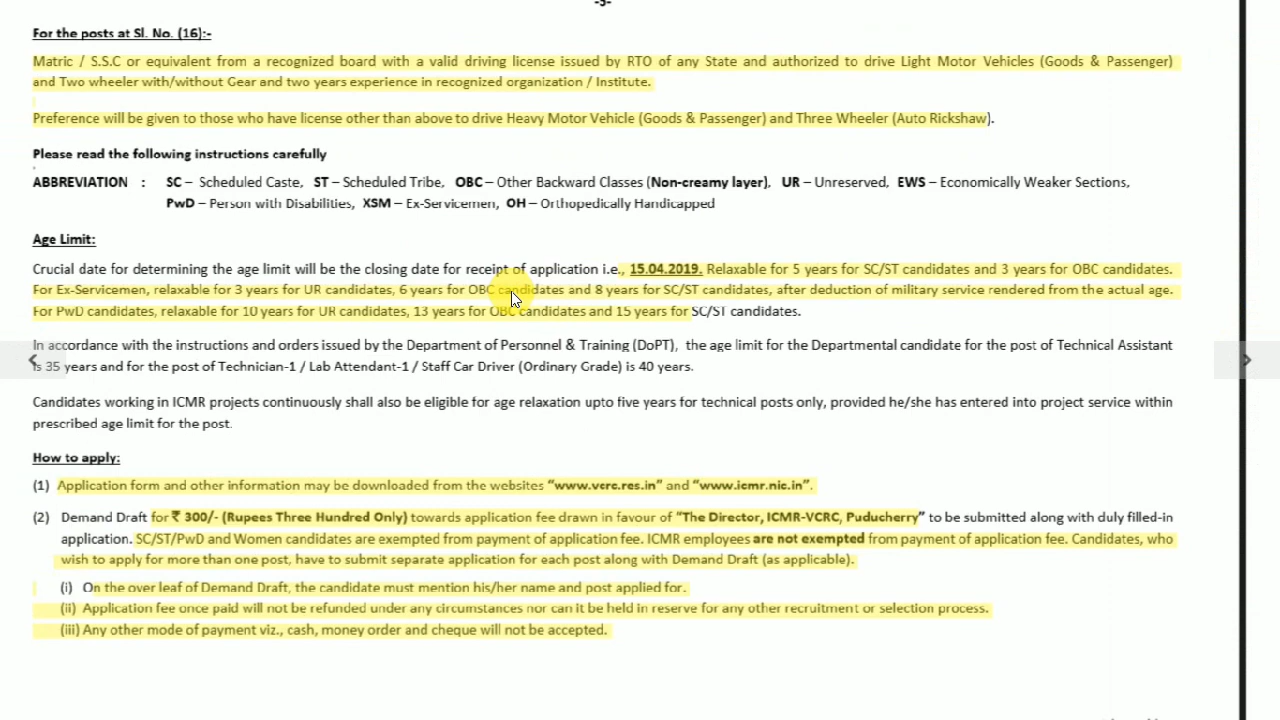 -5-
For the posts at Sl. No. (16):-
Matric / S.S.C or equivalent from a recognized board with a valid driving license issued by RTO of any State and authorized to drive Light Motor Vehicles (Goods & Passenger)
and Two wheeler with/without Gear and two years experience in recognized organization / Institute.
Preference will be given to those who have license other than above to drive Heavy Motor Vehicle (Goods & Passenger) and Three Wheeler (Auto Rickshaw).
Please read the following instructions carefully
ABBREVIATION : SC – Scheduled Caste, ST – Scheduled Tribe, OBC – Other Backward Classes (Non-creamy layer), UR – Unreserved, EWS – Economically Weaker Sections,
PwD – Person with Disabilities, XSM – Ex-Servicemen, OH – Orthopedically Handicapped
Age Limit:
Crucial date for determining the age limit will be the closing date for receipt of application i.e., 15.04.2019. Relaxable for 5 years for SC/ST candidates and 3 years for OBC candidates.
For Ex-Servicemen, relaxable for 3 years for UR candidates, 6 years for OBC candidates and 8 years for SC/ST candidates, after deduction of military service rendered from the actual age.
For PwD candidates, relaxable for 10 years for UR candidates, 13 years for OBC candidates and 15 years for SC/ST candidates.
In accordance with the instructions and orders issued by the Department of Personnel & Training (DoPT), the age limit for the Departmental candidate for the post of Technical Assistant
is 35 years and for the post of Technician-1 / Lab Attendant-1 / Staff Car Driver (Ordinary Grade) is 40 years.
Candidates working in ICMR projects continuously shall also be eligible for age relaxation upto five years for technical posts only, provided he/she has entered into project service within
prescribed age limit for the post.
How to apply:
(1) Application form and other information may be downloaded from the websites “www.vcrc.res.in” and “www.icmr.nic.in”.
(2) Demand Draft for ₹ 300/- (Rupees Three Hundred Only) towards application fee drawn in favour of “The Director, ICMR-VCRC, Puducherry” to be submitted along with duly filled-in
application. SC/ST/PwD and Women candidates are exempted from payment of application fee. ICMR employees are not exempted from payment of application fee. Candidates, who
wish to apply for more than one post, have to submit separate application for each post along with Demand Draft (as applicable).
(i) On the over leaf of Demand Draft, the candidate must mention his/her name and post applied for.
(ii) Application fee once paid will not be refunded under any circumstances nor can it be held in reserve for any other recruitment or selection process.
(iii) Any other mode of payment viz., cash, money order and cheque will not be accepted.